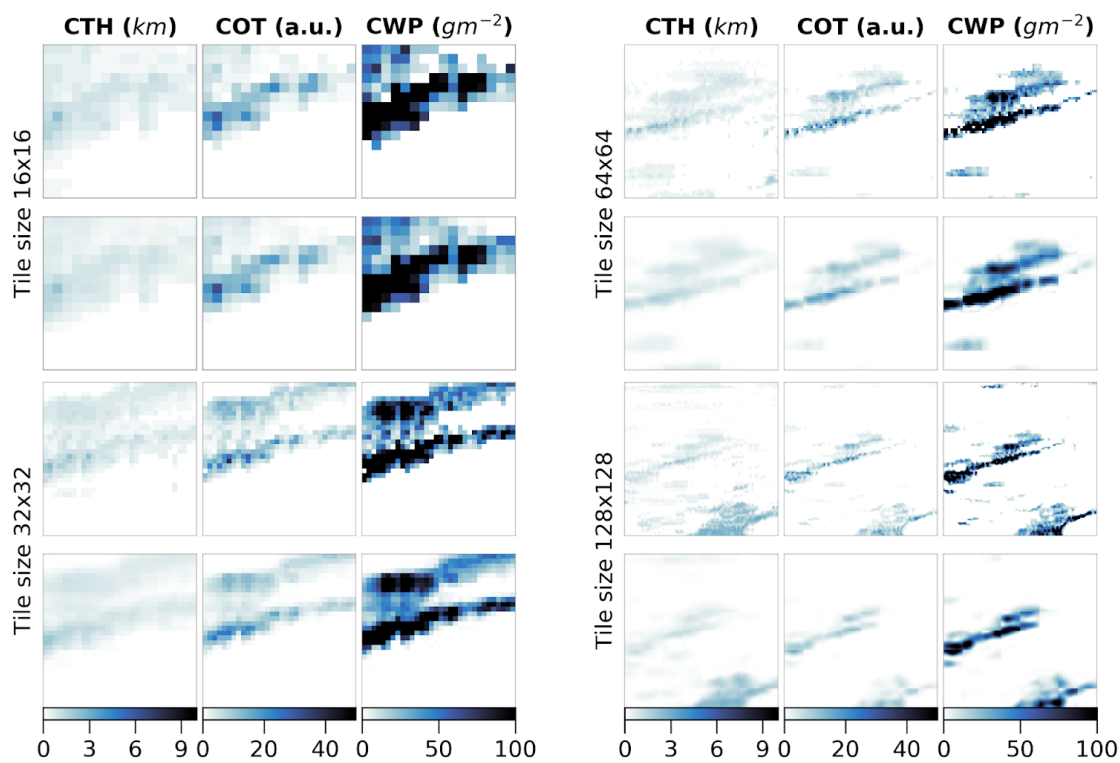 CTH (km) COT (a.u.) CWP (gm⁻²)
Tile size 16x16
Tile size 32x32
0 3 6 9 0 20 40 0 50 100
CTH (km) COT (a.u.) CWP (gm⁻²)
Tile size 64x64
Tile size 128x128
0 3 6 9 0 20 40 0 50 100